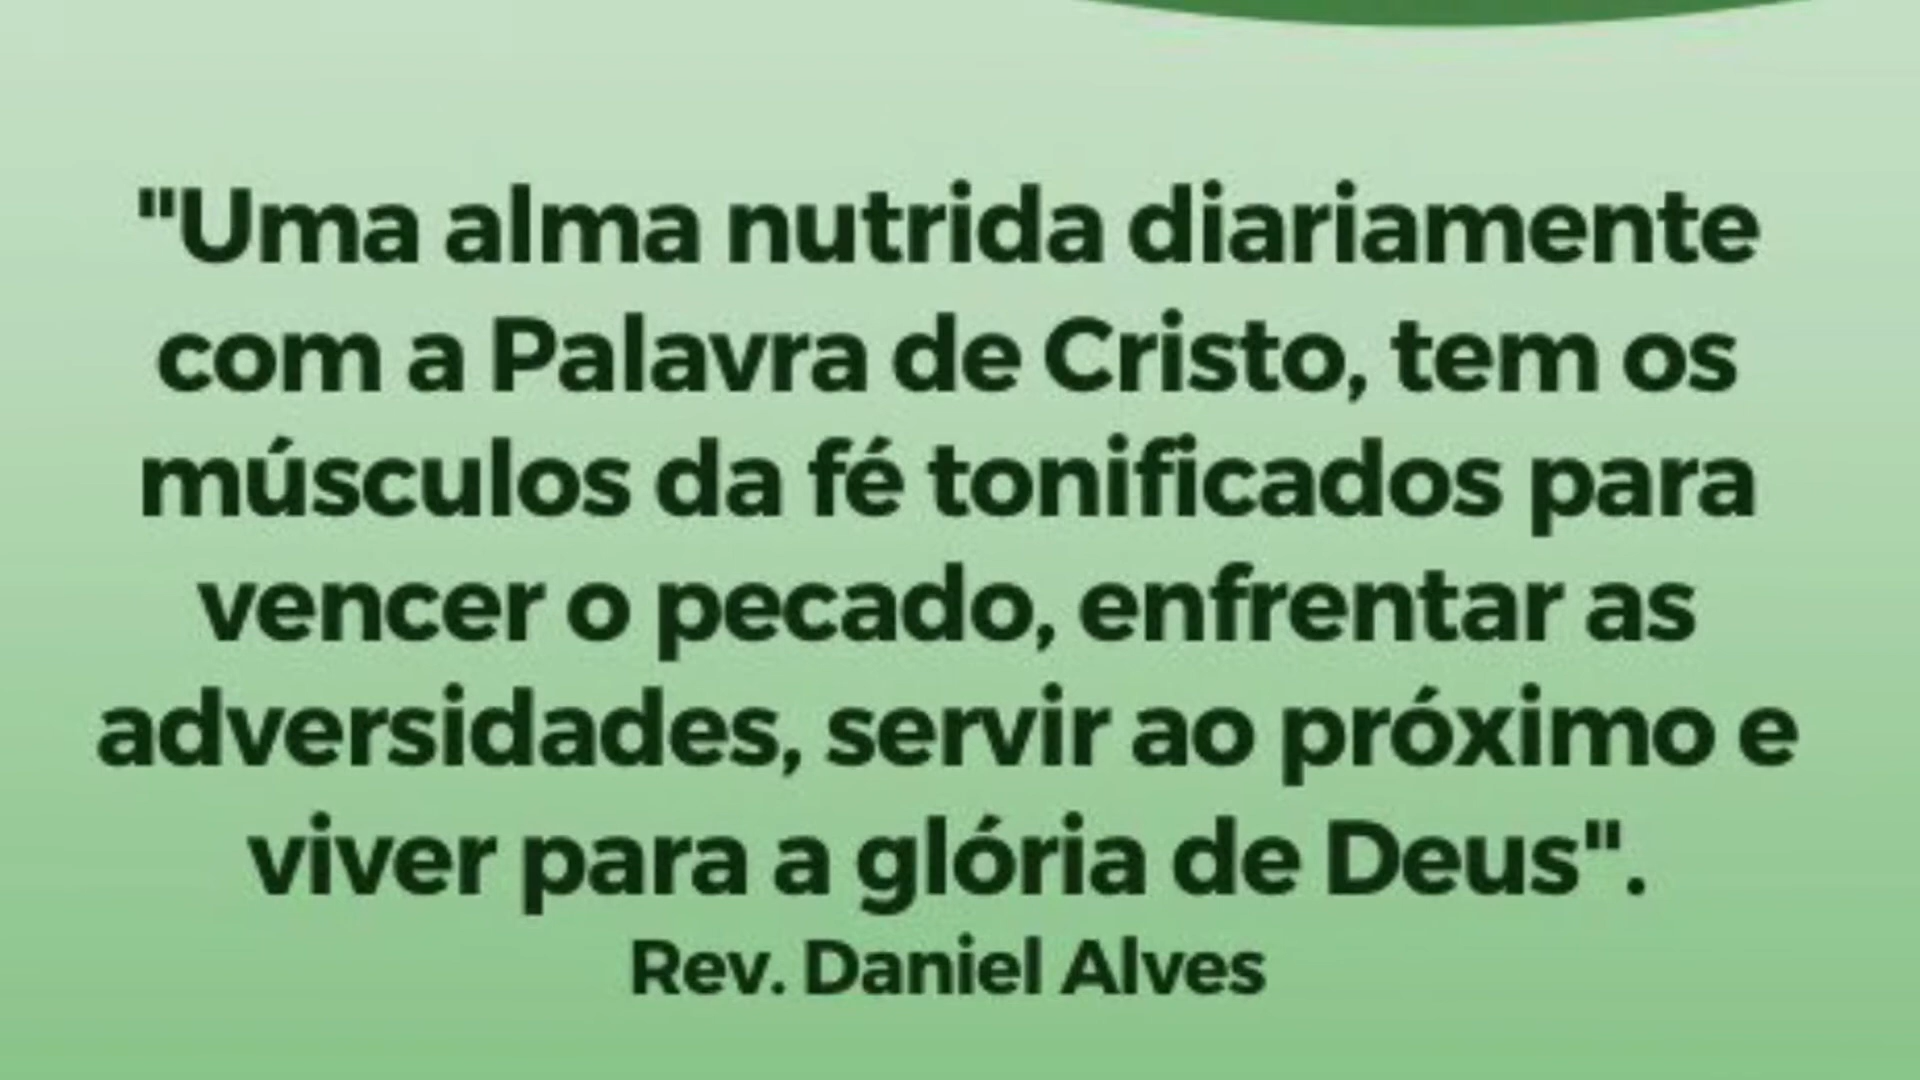 "Uma alma nutrida diariamente
com a Palavra de Cristo, tem os
músculos da fé tonificados para
vencer o pecado, enfrentar as
adversidades, servir ao próximo e
viver para a glória de Deus".
Rev. Daniel Alves